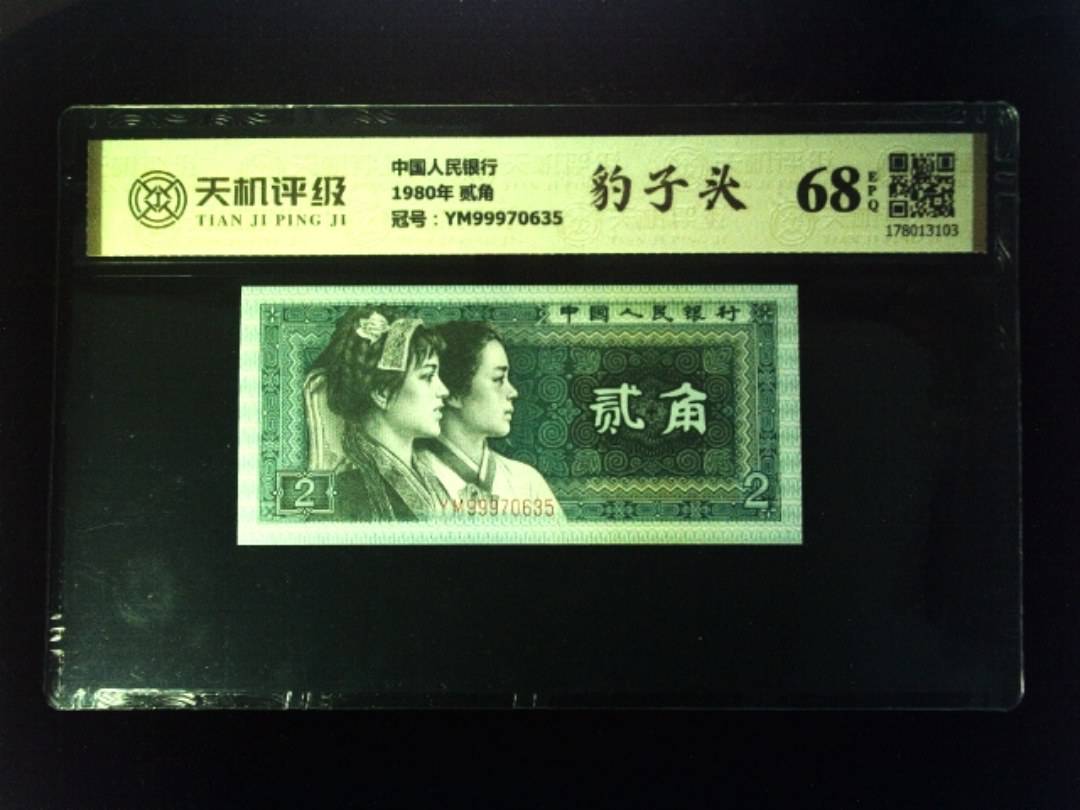 天机评级
TIAN JI PING JI
中国人民银行
1980年 贰角
冠号：YM99970635
豹子头
68
EPQ
178013103
中国人民银行
贰角
2
YM99970635
2